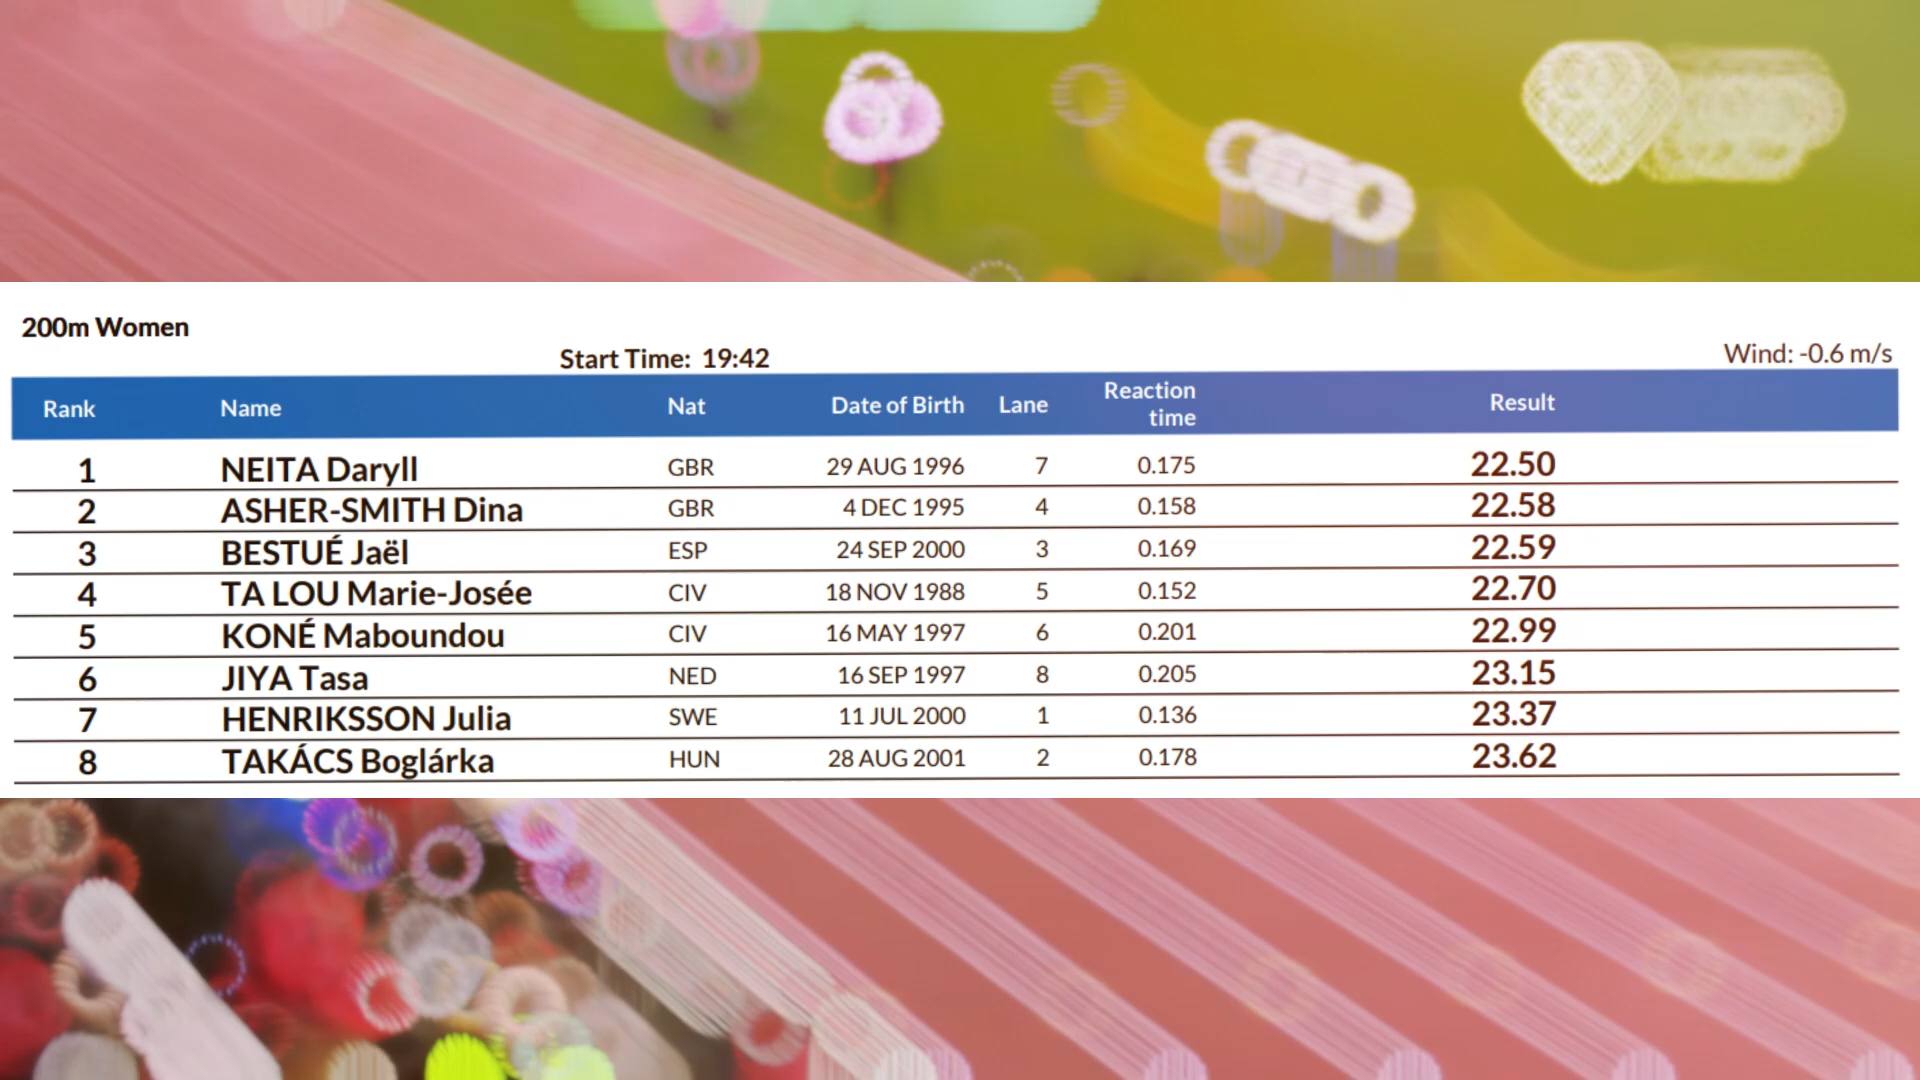 200m Women
Start Time: 19:42
Wind: -0.6 m/s
Rank Name Nat Date of Birth Lane Reaction time Result
1 NEITA Daryll GBR 29 AUG 1996 7 0.175 22.50
2 ASHER-SMITH Dina GBR 4 DEC 1995 4 0.158 22.58
3 BESTUÉ Jaël ESP 24 SEP 2000 3 0.169 22.59
4 TA LOU Marie-Josée CIV 18 NOV 1988 5 0.152 22.70
5 KONÉ Maboundou CIV 16 MAY 1997 6 0.201 22.99
6 JIYA Tasa NED 16 SEP 1997 8 0.205 23.15
7 HENRIKSSON Julia SWE 11 JUL 2000 1 0.136 23.37
8 TAKÁCS Boglárka HUN 28 AUG 2001 2 0.178 23.62